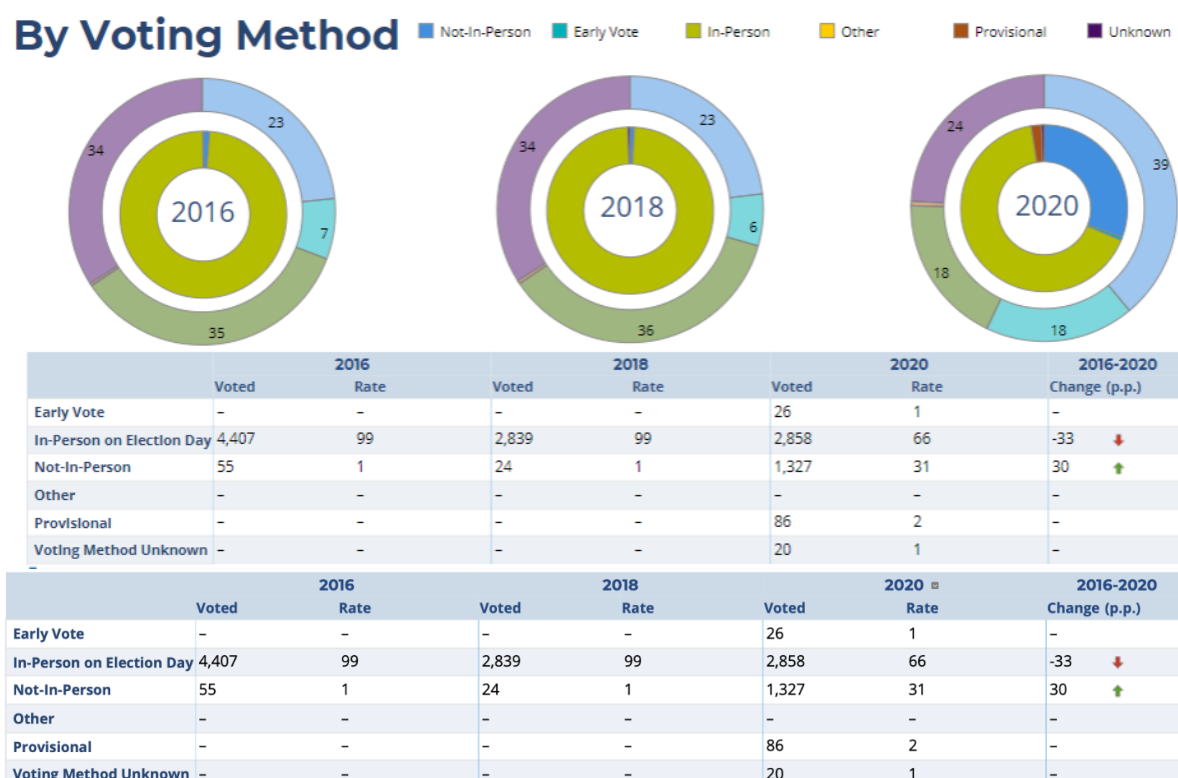 By Voting Method Not-In-Person Early Vote In-Person Other Provisional Unknown
23 7 35 34 2016
23 6 36 34 2018
39 18 18 24 2020
2016 2018 2020 2016-2020
Voted Rate Voted Rate Voted Rate Change (p.p.)
Early Vote – – – – 26 1 –
In-Person on Election Day 4,407 99 2,839 99 2,858 66 -33
Not-In-Person 55 1 24 1 1,327 31 30
Other – – – – – – –
Provisional – – – – 86 2 –
Voting Method Unknown – – – – 20 1 –
2016 2018 2020 2016-2020
Voted Rate Voted Rate Voted Rate Change (p.p.)
Early Vote – – – – 26 1 –
In-Person on Election Day 4,407 99 2,839 99 2,858 66 -33
Not-In-Person 55 1 24 1 1,327 31 30
Other – – – – – – –
Provisional – – – – 86 2 –
Voting Method Unknown – – – – 20 1 –